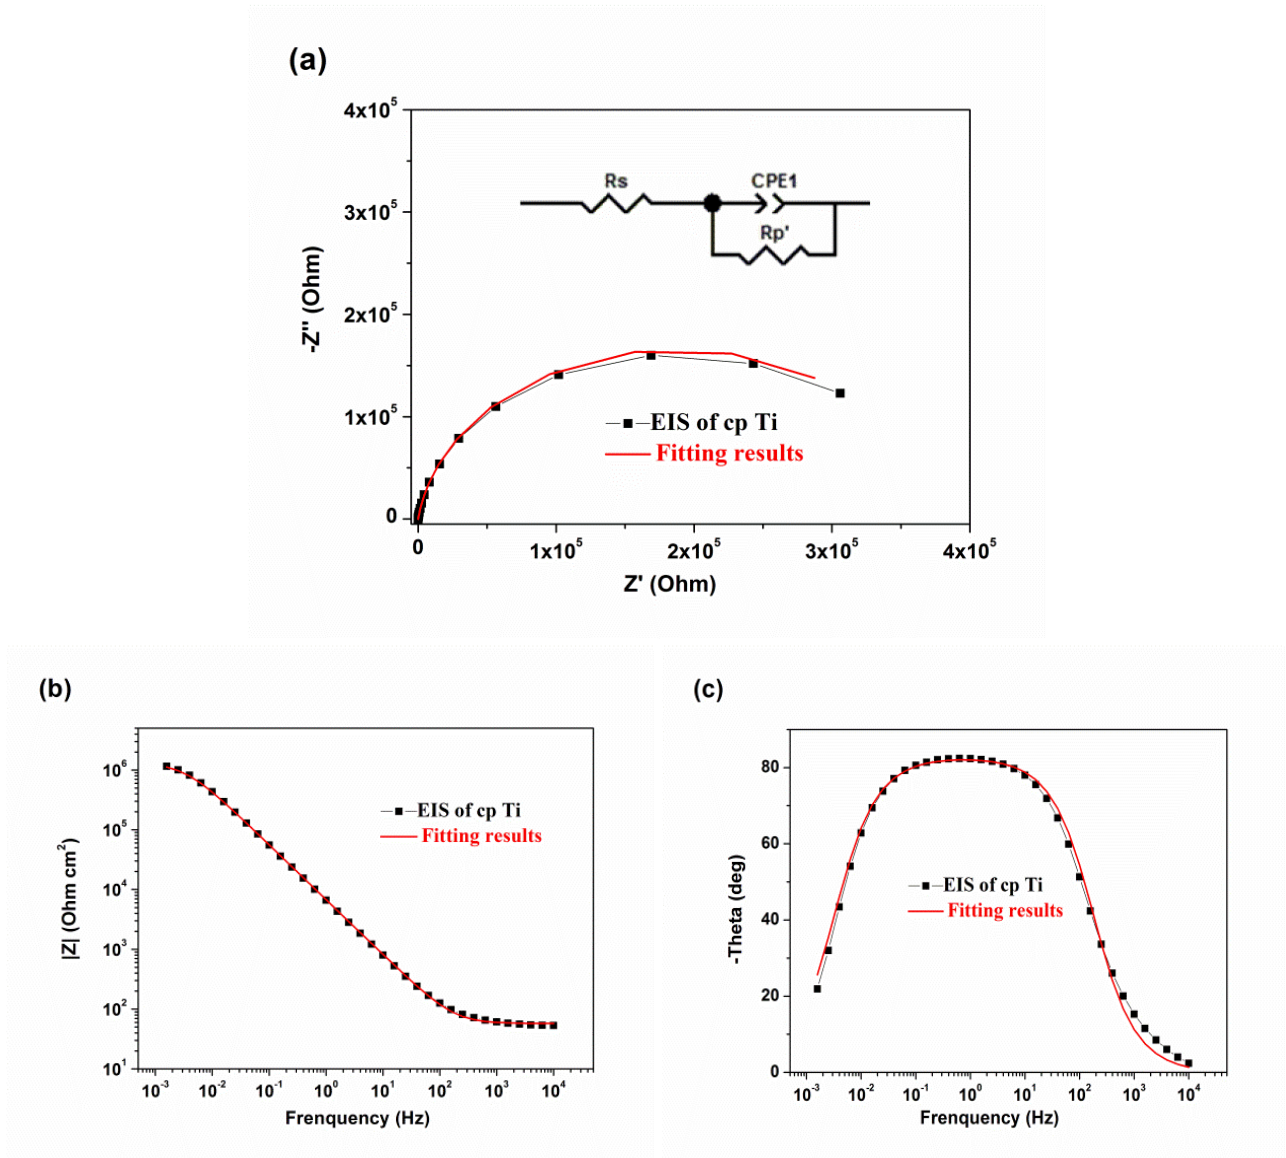 (a)
4x10⁵
3x10⁵
2x10⁵
1x10⁵
0
-Z'' (Ohm)
Rs
CPE1
Rp'
EIS of cp Ti
Fitting results
0
1x10⁵
2x10⁵
3x10⁵
4x10⁵
Z' (Ohm)
(b)
10⁶
10⁵
10⁴
10³
10²
10¹
|Z| (Ohm cm²)
EIS of cp Ti
Fitting results
10⁻³
10⁻²
10⁻¹
10⁰
10¹
10²
10³
10⁴
Frenquency (Hz)
(c)
80
60
40
20
0
-Theta (deg)
EIS of cp Ti
Fitting results
10⁻³
10⁻²
10⁻¹
10⁰
10¹
10²
10³
10⁴
Frenquency (Hz)